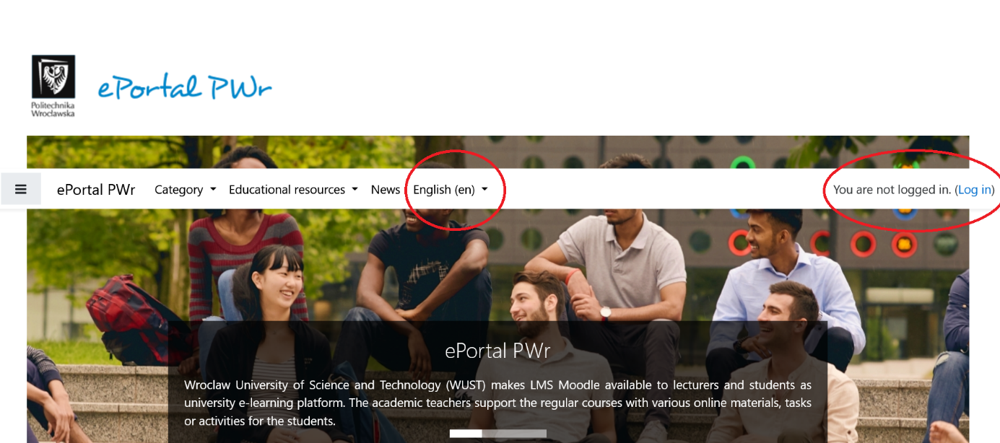 Politechnika
Wrocławska
ePortal PWr
ePortal PWr Category Educational resources News English (en) You are not logged in. (Log in)
ePortal PWr
Wroclaw University of Science and Technology (WUST) makes LMS Moodle available to lecturers and students as
university e-learning platform. The academic teachers support the regular courses with various online materials, tasks
or activities for the students.